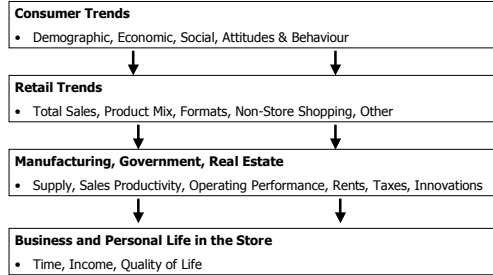 Consumer Trends
• Demographic, Economic, Social, Attitudes & Behaviour
Retail Trends
• Total Sales, Product Mix, Formats, Non-Store Shopping, Other
Manufacturing, Government, Real Estate
• Supply, Sales Productivity, Operating Performance, Rents, Taxes, Innovations
Business and Personal Life in the Store
• Time, Income, Quality of Life